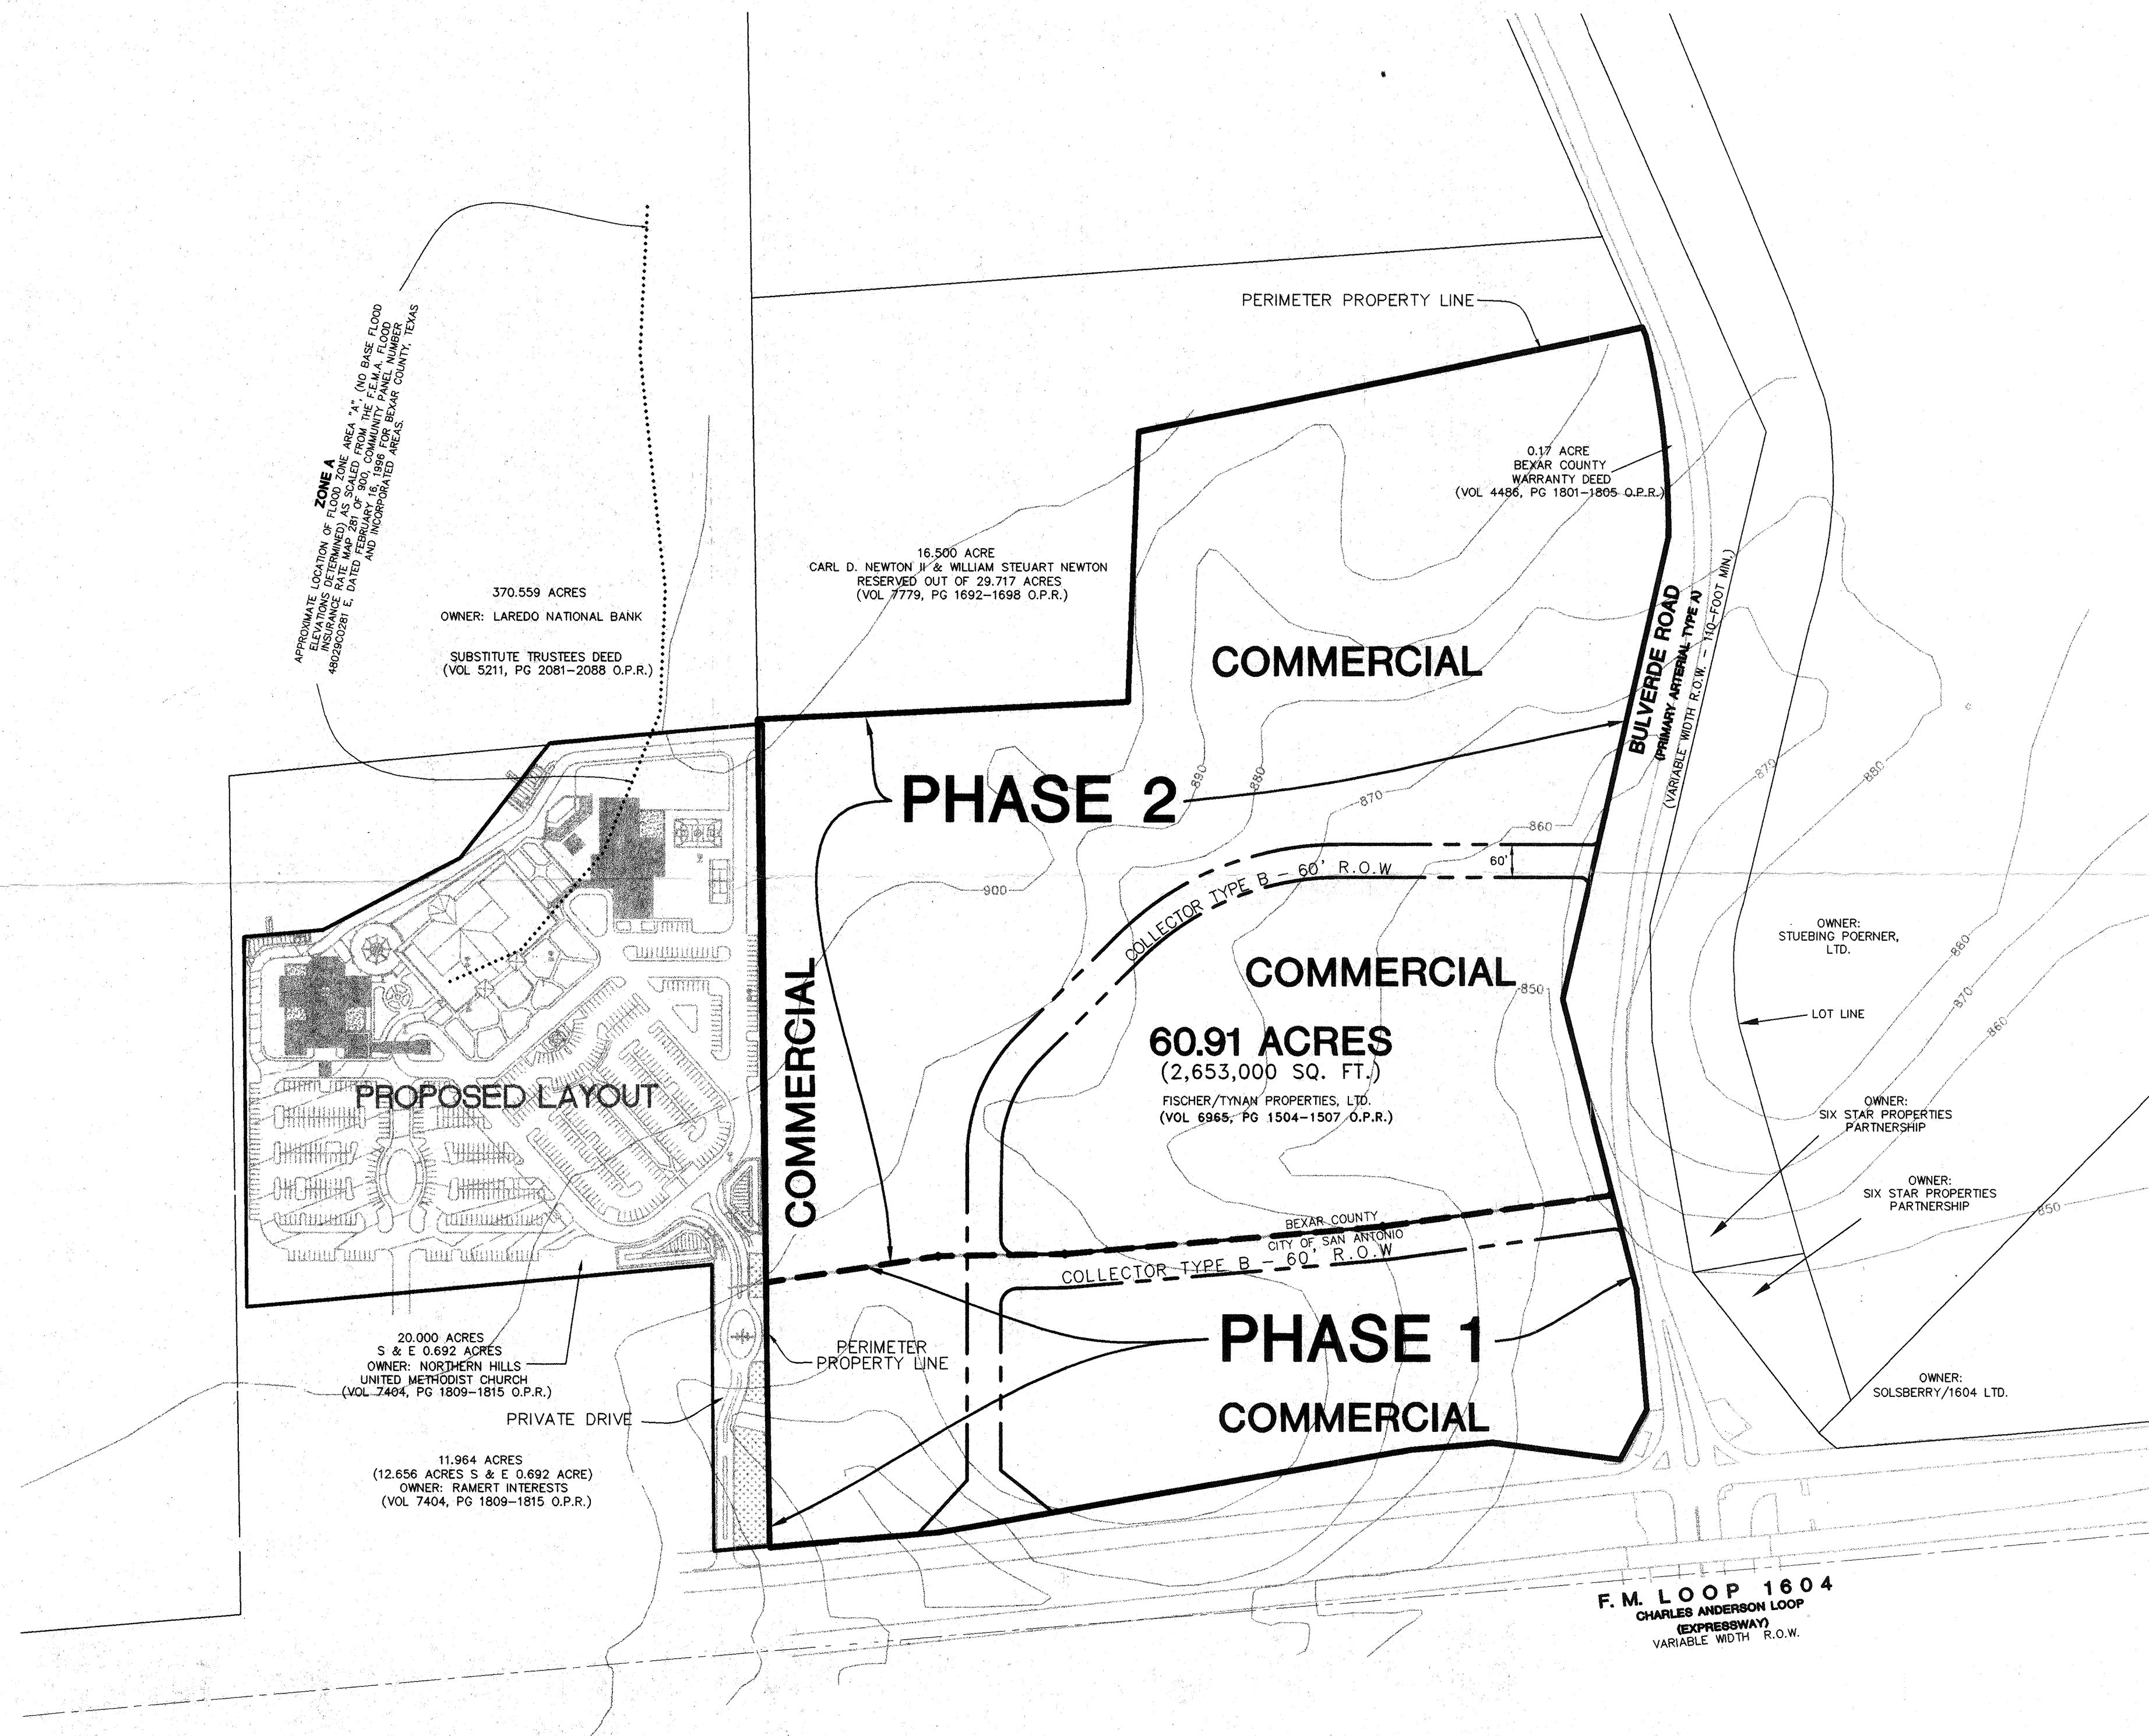 PERIMETER PROPERTY LINE
ZONE A
APPROXIMATE LOCATION OF FLOOD ZONE AREA "A", (NO BASE FLOOD
ELEVATIONS DETERMINED) AS SCALED FROM THE F.E.M.A. FLOOD
INSURANCE RATE MAP 281 OF 900, COMMUNITY PANEL NUMBER
48029C0281 E, DATED FEBRUARY 16, 1996 FOR BEXAR COUNTY, TEXAS
AND INCORPORATED AREAS.
0.17 ACRE
BEXAR COUNTY
WARRANTY DEED
(VOL 4486, PG 1801-1805 O.P.R.)
16.500 ACRE
CARL D. NEWTON II & WILLIAM STEUART NEWTON
RESERVED OUT OF 29.717 ACRES
(VOL 7779, PG 1692-1698 O.P.R.)
370.559 ACRES
OWNER: LAREDO NATIONAL BANK
SUBSTITUTE TRUSTEES DEED
(VOL 5211, PG 2081-2088 O.P.R.)
COMMERCIAL
BULVERDE ROAD
(PRIMARY ARTERIAL TYPE A)
(VARIABLE WIDTH R.O.W. - 110-FOOT MIN.)
PHASE 2
890
880
870
860
870
880
60'
COLLECTOR TYPE B - 60' R.O.W
900
COMMERCIAL
COMMERCIAL
850
60.91 ACRES
(2,653,000 SQ. FT.)
FISCHER/TYNAN PROPERTIES, LTD.
(VOL 6965, PG 1504-1507 O.P.R.)
OWNER:
STUEBING POERNER,
LTD.
880
870
860
LOT LINE
PROPOSED LAYOUT
OWNER:
SIX STAR PROPERTIES
PARTNERSHIP
OWNER:
SIX STAR PROPERTIES
PARTNERSHIP
850
BEXAR COUNTY
CITY OF SAN ANTONIO
COLLECTOR TYPE B - 60' R.O.W
PHASE 1
COMMERCIAL
PERIMETER
PROPERTY LINE
20.000 ACRES
S & E 0.692 ACRES
OWNER: NORTHERN HILLS
UNITED METHODIST CHURCH
(VOL 7404, PG 1809-1815 O.P.R.)
PRIVATE DRIVE
11.964 ACRES
(12.656 ACRES S & E 0.692 ACRE)
OWNER: RAMERT INTERESTS
(VOL 7404, PG 1809-1815 O.P.R.)
OWNER:
SOLSBERRY/1604 LTD.
F.M. LOOP 1604
CHARLES ANDERSON LOOP
(EXPRESSWAY)
VARIABLE WIDTH R.O.W.